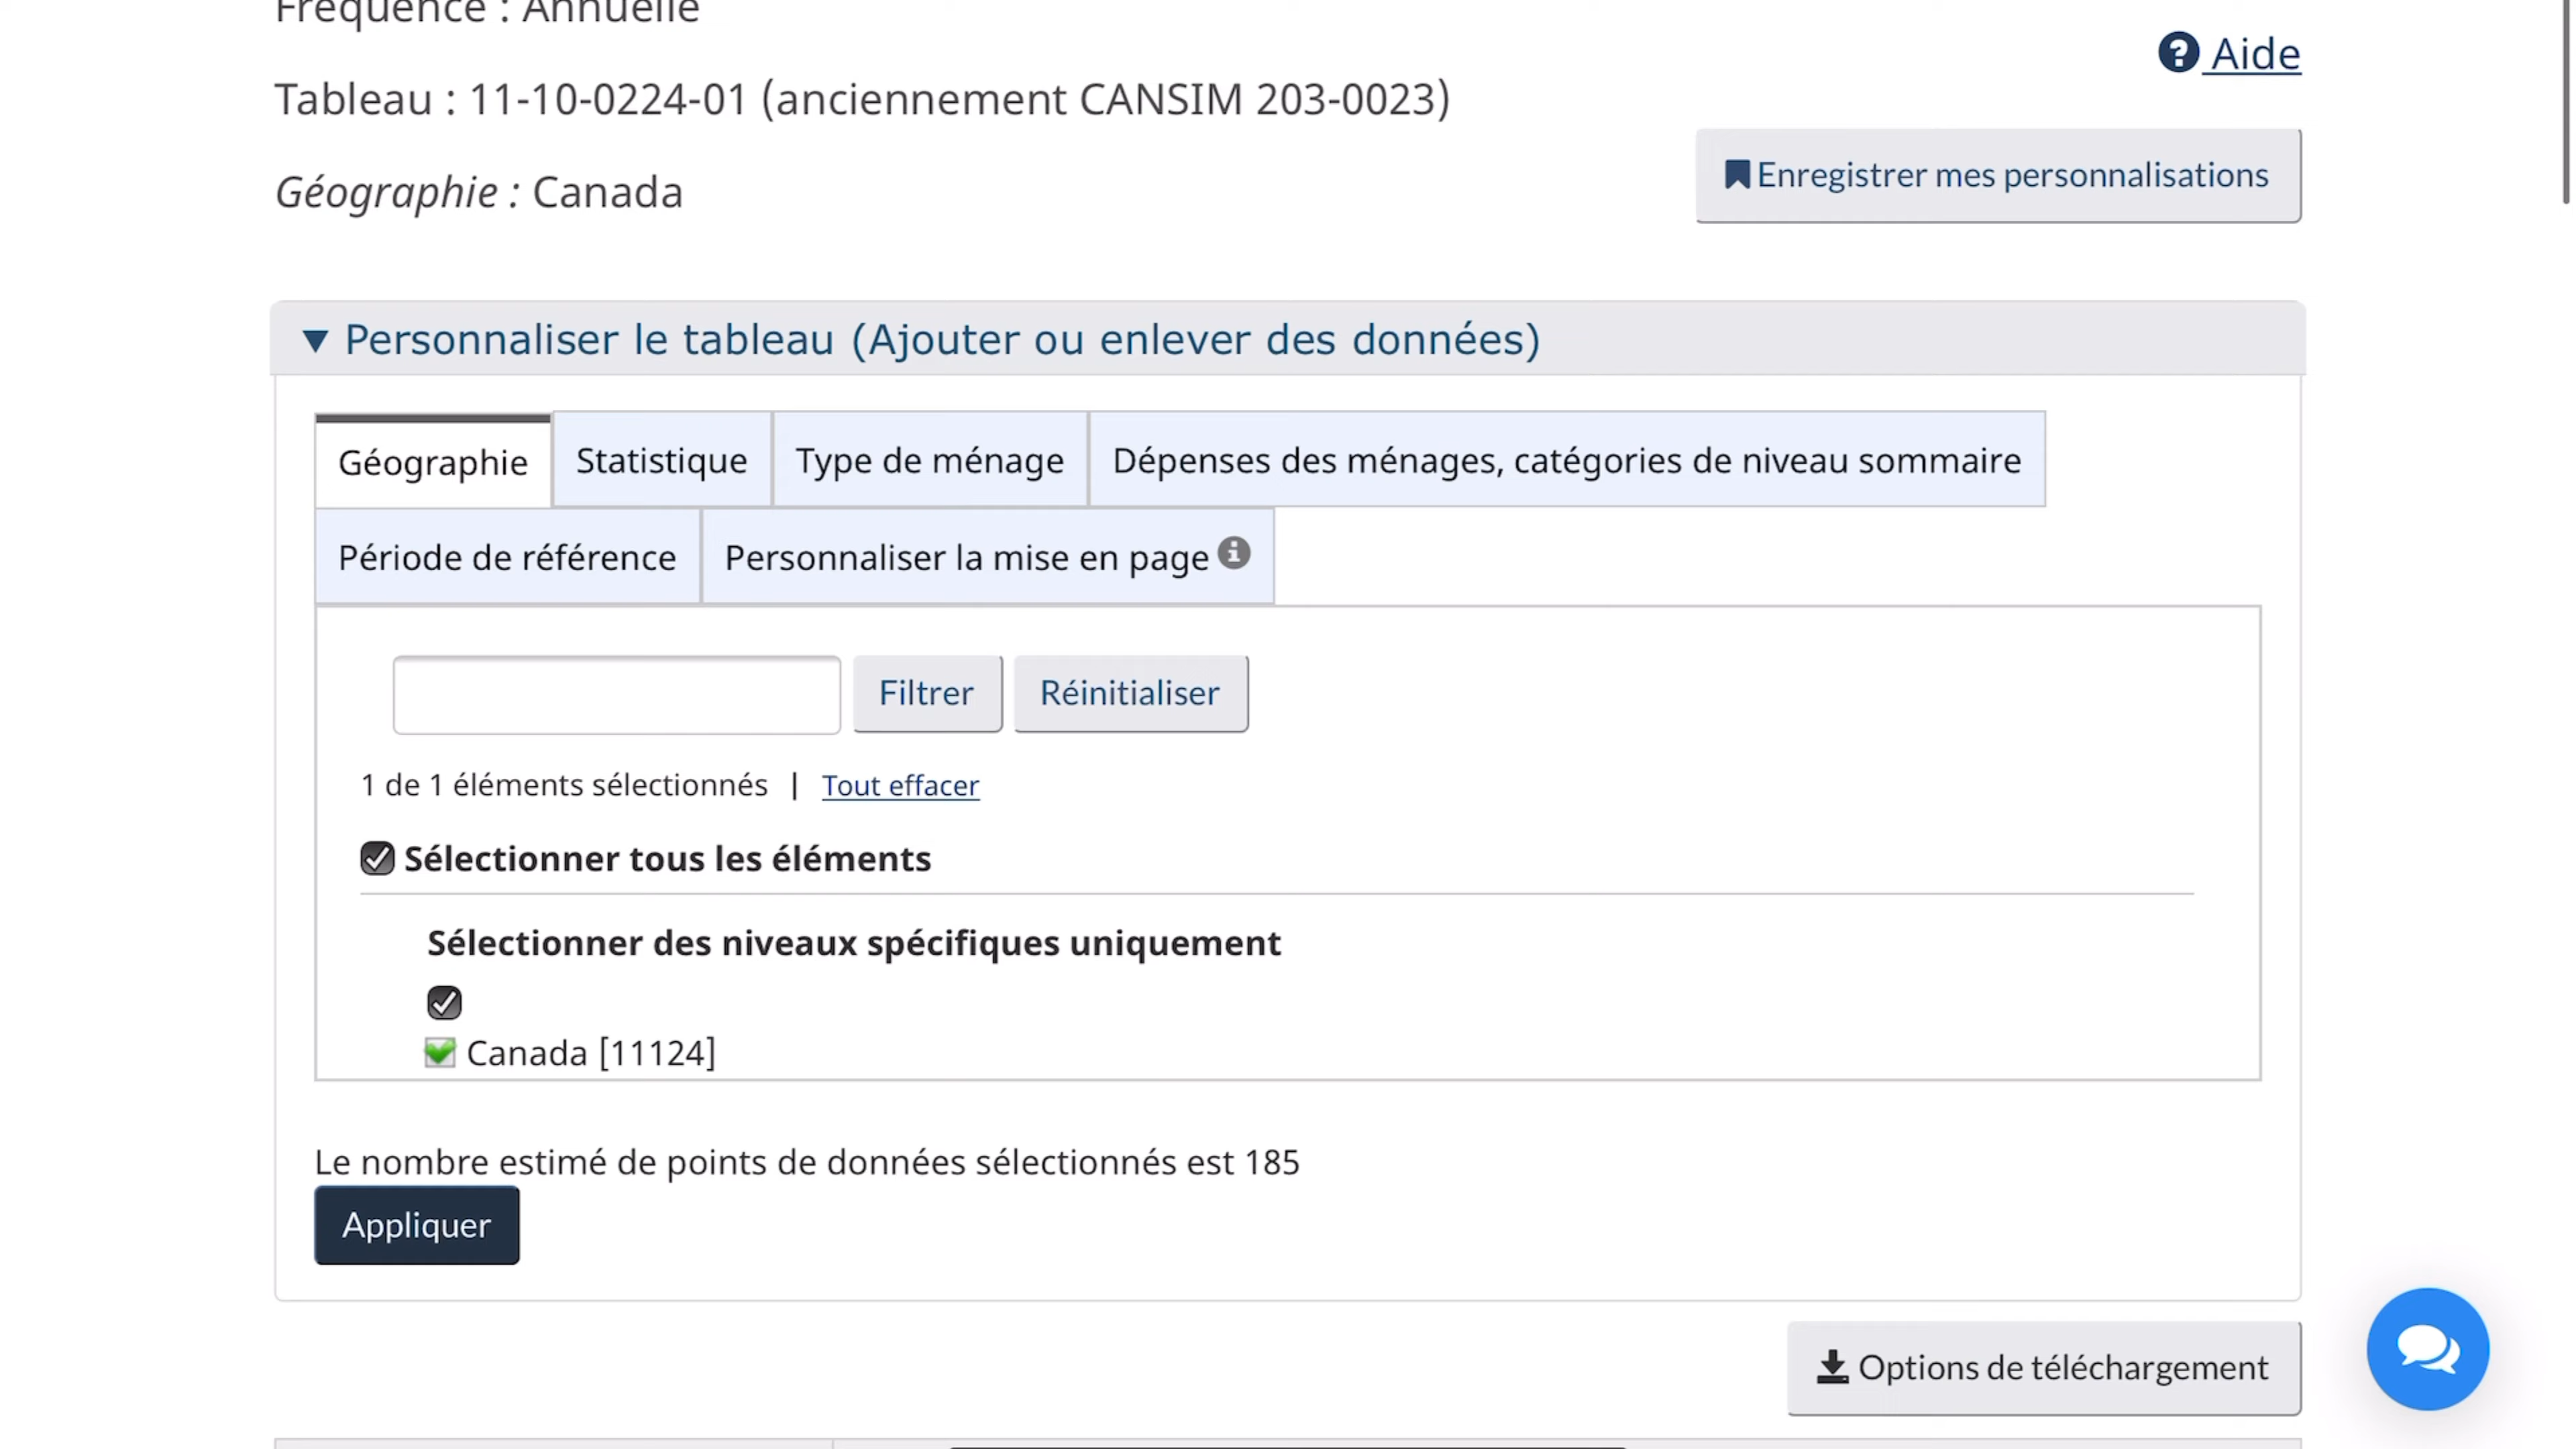 Fréquence : Annuelle
Aide
Tableau : 11-10-0224-01 (anciennement CANSIM 203-0023)
Enregistrer mes personnalisations
Géographie : Canada
Personnaliser le tableau (Ajouter ou enlever des données)
Géographie
Statistique
Type de ménage
Dépenses des ménages, catégories de niveau sommaire
Période de référence
Personnaliser la mise en page
Filtrer
Réinitialiser
1 de 1 éléments sélectionnés | Tout effacer
Sélectionner tous les éléments
Sélectionner des niveaux spécifiques uniquement
Canada [11124]
Le nombre estimé de points de données sélectionnés est 185
Appliquer
Options de téléchargement